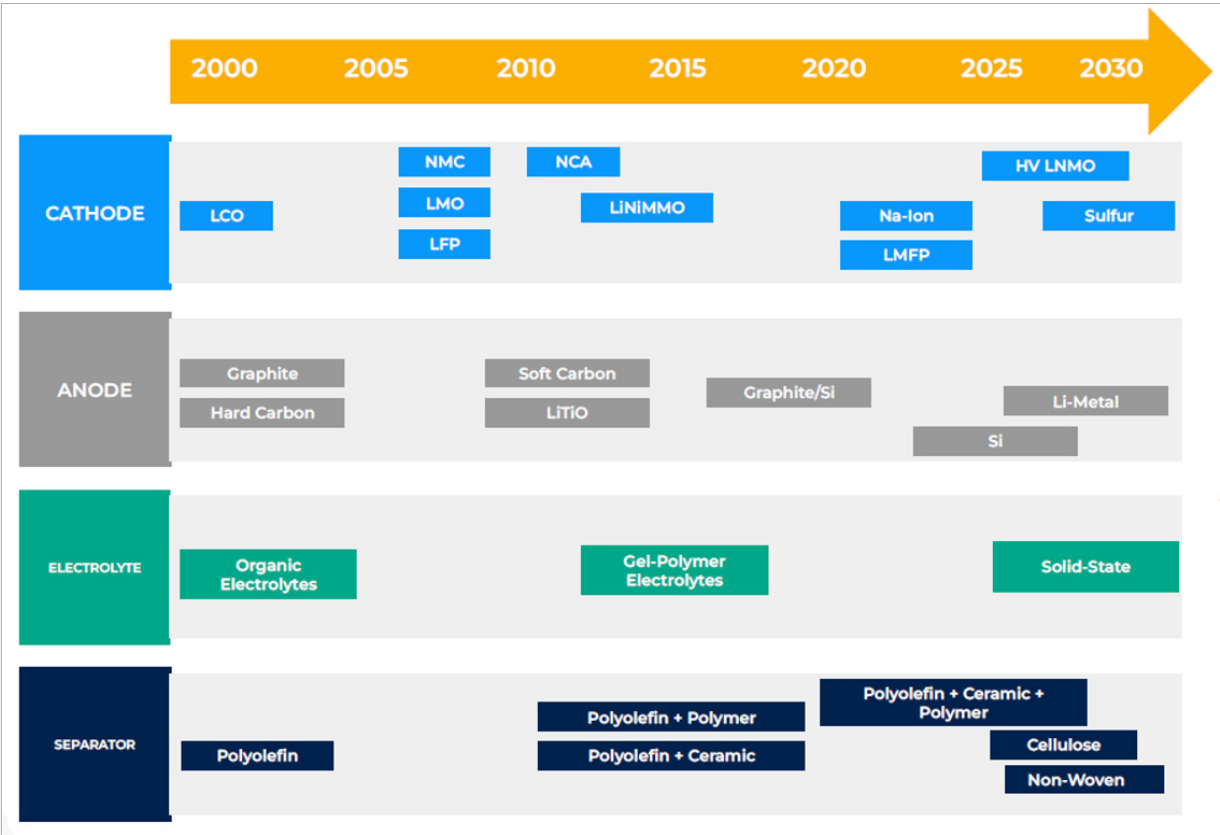 2000 2005 2010 2015 2020 2025 2030
CATHODE
NMC
NCA
HV LNMO
LCO
LMO
LiNiMMO
Na-Ion
Sulfur
LFP
LMFP
ANODE
Graphite
Soft Carbon
Graphite/Si
Li-Metal
Hard Carbon
LiTiO
Si
ELECTROLYTE
Organic
Electrolytes
Gel-Polymer
Electrolytes
Solid-State
SEPARATOR
Polyolefin + Ceramic +
Polymer
Polyolefin + Polymer
Cellulose
Polyolefin
Polyolefin + Ceramic
Non-Woven